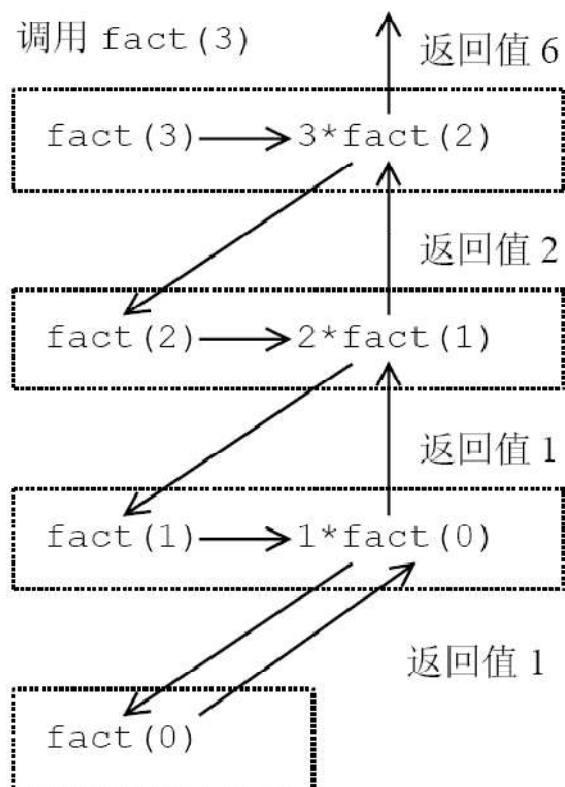 调用 fact(3)
返回值 6
fact(3) 3*fact(2)
返回值 2
fact(2) 2*fact(1)
返回值 1
fact(1) 1*fact(0)
返回值 1
fact(0)